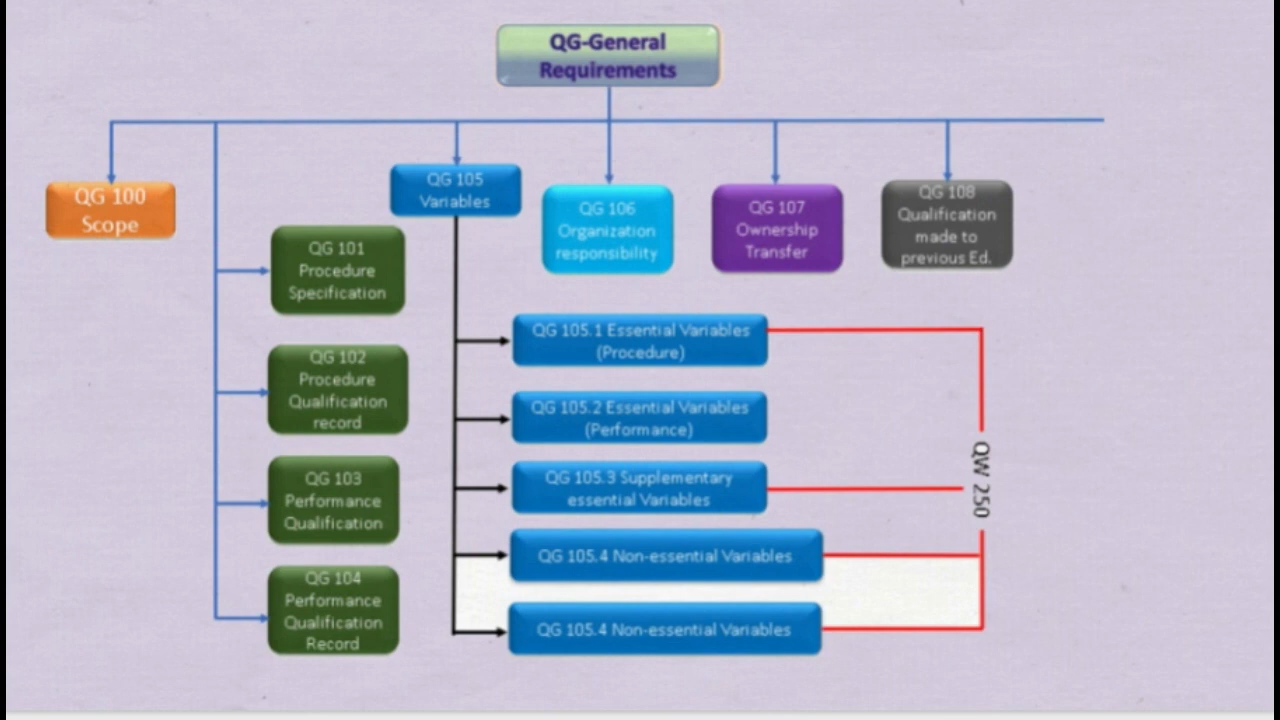 QG-General
Requirements
QG 100
Scope
QG 101
Procedure
Specification
QG 102
Procedure
Qualification
record
QG 103
Performance
Qualification
QG 104
Performance
Qualification
Record
QG 105
Variables
QG 106
Organization
responsibility
QG 107
Ownership
Transfer
QG 108
Qualification
made to
previous Ed.
QG 105.1 Essential Variables
(Procedure)
QG 105.2 Essential Variables
(Performance)
QG 105.3 Supplementary
essential Variables
QG 105.4 Non-essential Variables
QG 105.4 Non-essential Variables
QW 250